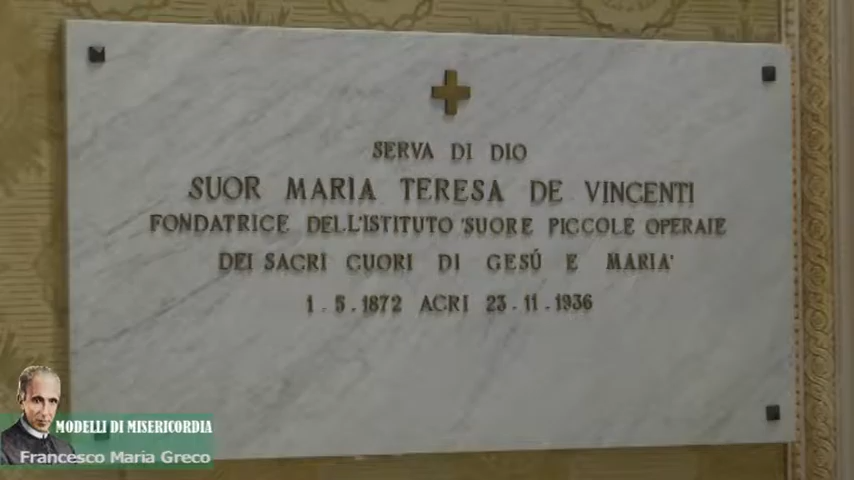 SERVA DI DIO
SUOR MARIA TERESA DE VINCENTI
FONDATRICE DELL'ISTITUTO SUORE PICCOLE OPERAIE
DEI SACRI CUORI DI GESÚ E MARIA
1.5.1872 ACRI 23.11.1936
MODELLI DI MISERICORDIA
Francesco Maria Greco